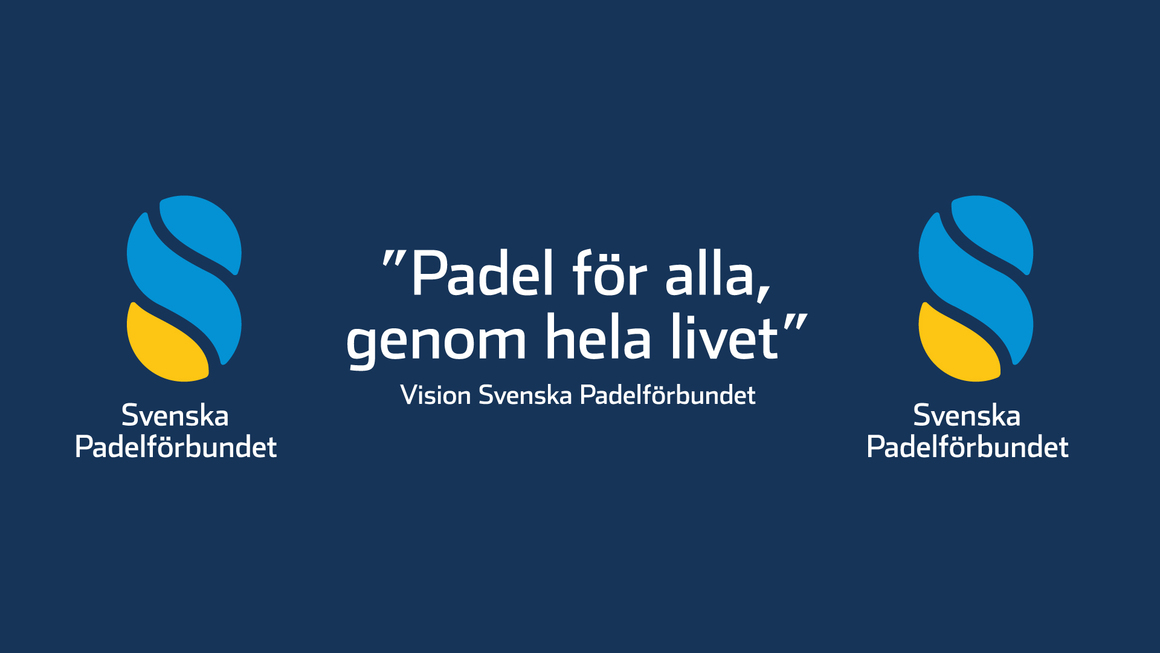 Svenska
Padelförbundet
”Padel för alla,
genom hela livet”
Vision Svenska Padelförbundet
Svenska
Padelförbundet